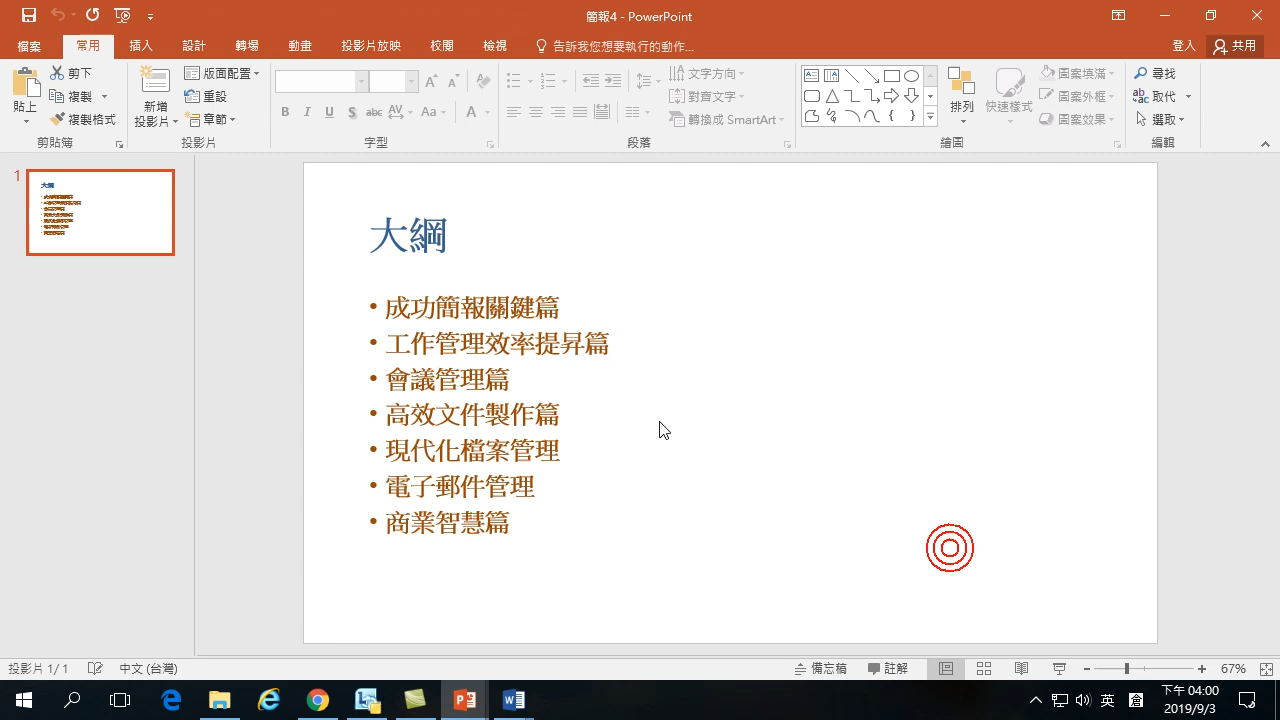 簡報4 - PowerPoint
檔案 常用 插入 設計 轉場 動畫 投影片放映 校閱 檢視 告訴我您想要執行的動作... 登入 共用
貼上 剪下 複製 複製格式 剪貼簿
新增投影片 版面配置 重設 章節 投影片
B I U S abc AV Aa A 字型
文字方向 對齊文字 轉換成 SmartArt 段落
排列 快速樣式 圖案填滿 圖案外框 圖案效果 繪圖
尋找 取代 選取 編輯
1
大綱
成功簡報關鍵篇
工作管理效率提昇篇
會議管理篇
高效文件製作篇
現代化檔案管理
電子郵件管理
商業智慧篇
投影片 1 / 1 中文 (台灣) 備忘稿 註解 67%
英 下午 04:00
2019/9/3